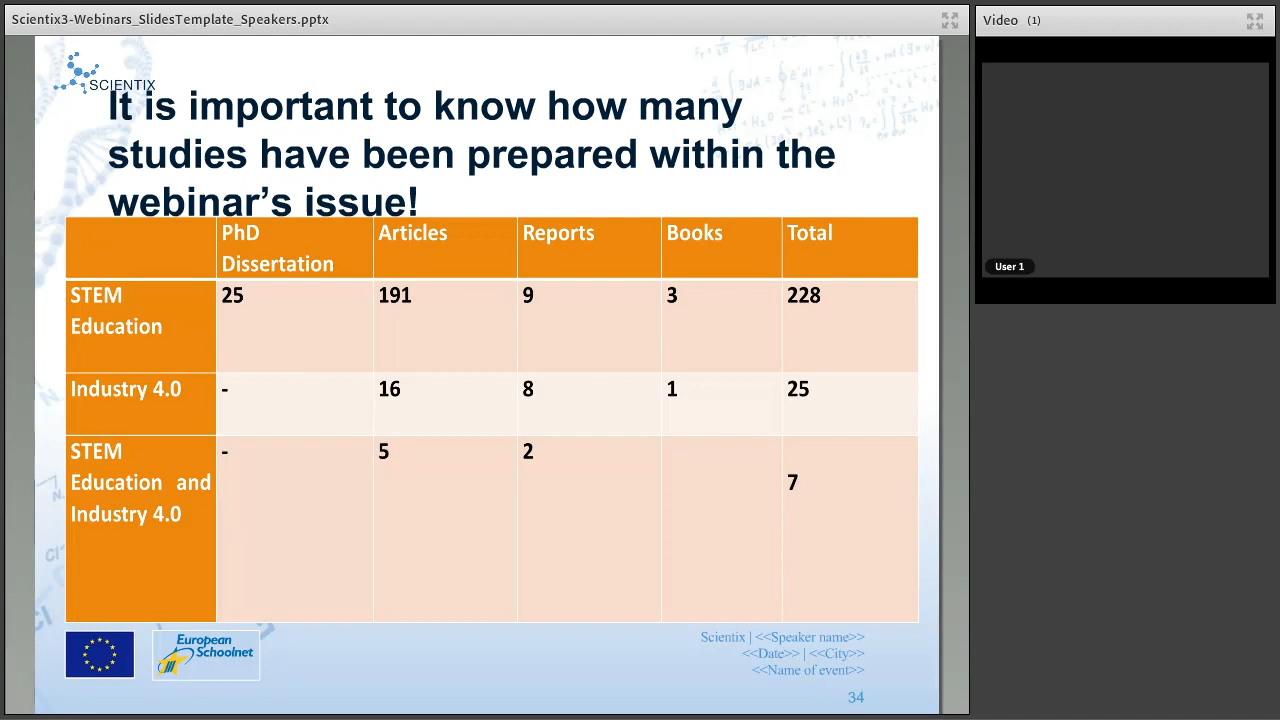 Scientix3-Webinars_SlidesTemplate_Speakers.pptx
Video (1)
SCIENTIX
It is important to know how many
studies have been prepared within the
webinar's issue!
PhD Dissertation Articles Reports Books Total
STEM Education 25 191 9 3 228
Industry 4.0 - 16 8 1 25
STEM Education and Industry 4.0 - 5 2 7
User 1
European
Schoolnet
Scientix | <<Speaker name>>
<<Date>> | <<City>>
<<Name of event>>
34